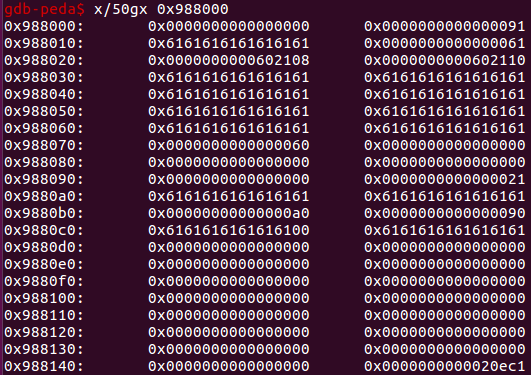 gdb-peda$ x/50gx 0x988000
0x988000: 0x0000000000000000 0x0000000000000091
0x988010: 0x6161616161616161 0x0000000000000061
0x988020: 0x0000000000602108 0x0000000000602110
0x988030: 0x6161616161616161 0x6161616161616161
0x988040: 0x6161616161616161 0x6161616161616161
0x988050: 0x6161616161616161 0x6161616161616161
0x988060: 0x6161616161616161 0x6161616161616161
0x988070: 0x0000000000000060 0x0000000000000000
0x988080: 0x0000000000000000 0x0000000000000000
0x988090: 0x0000000000000000 0x0000000000000021
0x9880a0: 0x6161616161616161 0x6161616161616161
0x9880b0: 0x00000000000000a0 0x0000000000000090
0x9880c0: 0x6161616161616100 0x6161616161616161
0x9880d0: 0x0000000000000000 0x0000000000000000
0x9880e0: 0x0000000000000000 0x0000000000000000
0x9880f0: 0x0000000000000000 0x0000000000000000
0x988100: 0x0000000000000000 0x0000000000000000
0x988110: 0x0000000000000000 0x0000000000000000
0x988120: 0x0000000000000000 0x0000000000000000
0x988130: 0x0000000000000000 0x0000000000000000
0x988140: 0x0000000000000000 0x0000000000020ec1